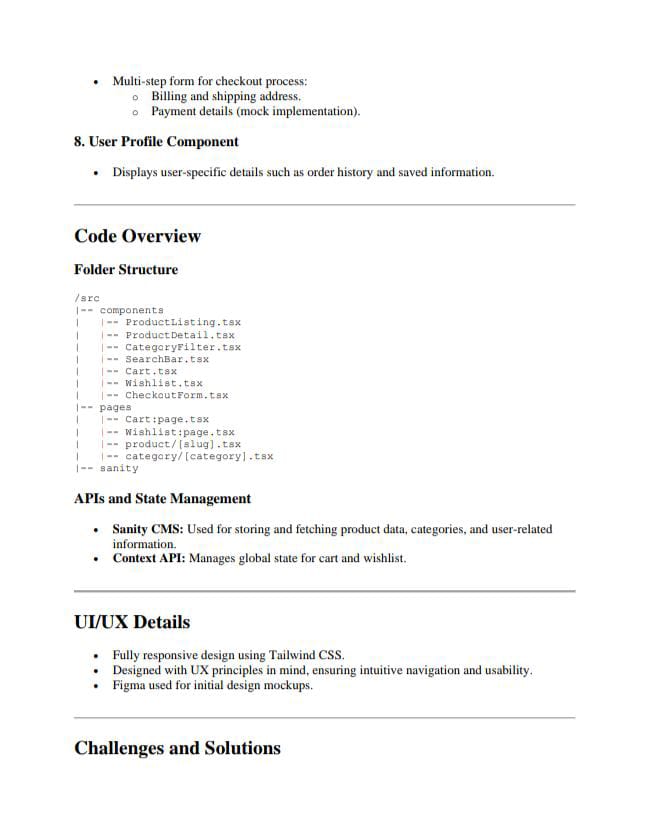 • Multi-step form for checkout process:
o Billing and shipping address.
o Payment details (mock implementation).
8. User Profile Component
• Displays user-specific details such as order history and saved information.
Code Overview
Folder Structure
/src
|-- components
|   |-- ProductListing.tsx
|   |-- ProductDetail.tsx
|   |-- CategoryFilter.tsx
|   |-- SearchBar.tsx
|   |-- Cart.tsx
|   |-- Wishlist.tsx
|   |-- CheckoutForm.tsx
|-- pages
|   |-- Cart:page.tsx
|   |-- Wishlist:page.tsx
|   |-- product/[slug].tsx
|   |-- category/[category].tsx
|-- sanity
APIs and State Management
• Sanity CMS: Used for storing and fetching product data, categories, and user-related
information.
• Context API: Manages global state for cart and wishlist.
UI/UX Details
• Fully responsive design using Tailwind CSS.
• Designed with UX principles in mind, ensuring intuitive navigation and usability.
• Figma used for initial design mockups.
Challenges and Solutions